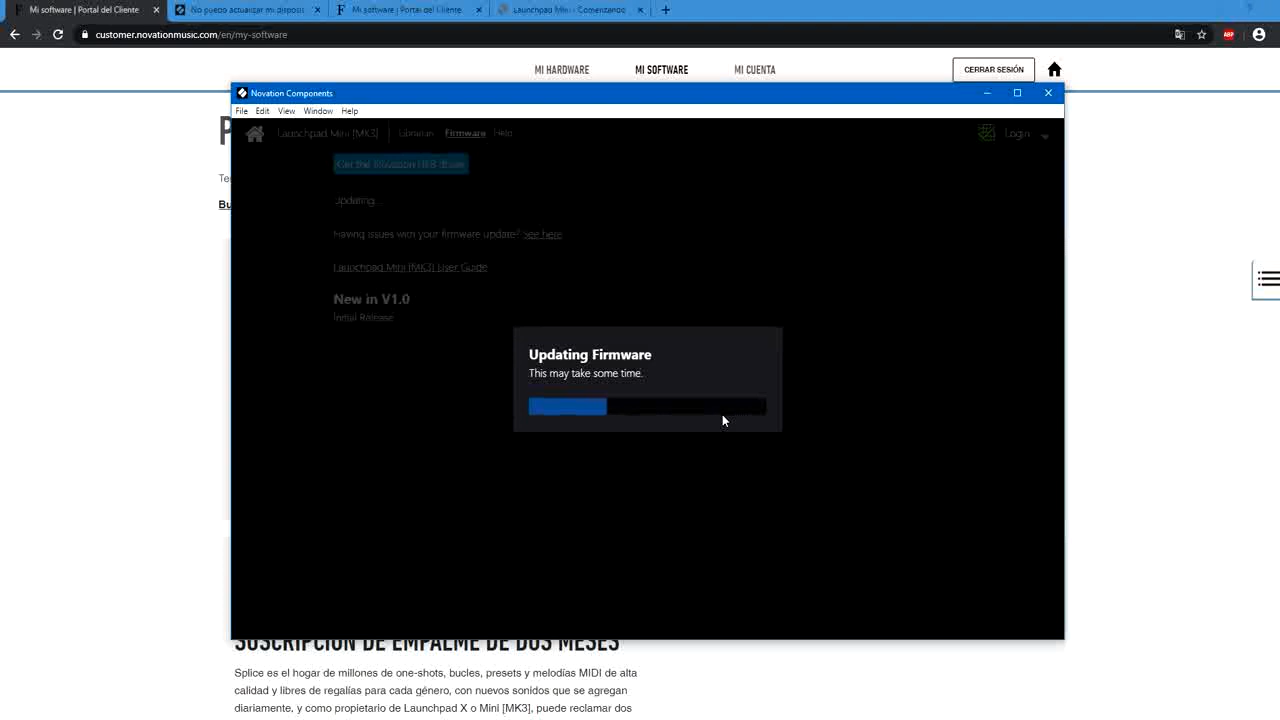 Mi software | Portal del Cliente
No puedo actualizar mi disposit
Mi software | Portal del Cliente
Launchpad Mini - Comenzando
customer.novationmusic.com/en/my-software
MI HARDWARE MI SOFTWARE MI CUENTA CERRAR SESIÓN
Novation Components
File Edit View Window Help
Launchpad Mini [MK3] Librarian Firmware Help Login
Get the Novation USB driver
Updating...
Having issues with your firmware update? See here
Launchpad Mini [MK3] User Guide
New in V1.0
Initial Release
Updating Firmware
This may take some time.
SUSCRIPCIÓN DE EMPALME DE DOS MESES
Splice es el hogar de millones de one-shots, bucles, presets y melodías MIDI de alta
calidad y libres de regalías para cada género, con nuevos sonidos que se agregan
diariamente, y como propietario de Launchpad X o Mini [MK3], puede reclamar dos